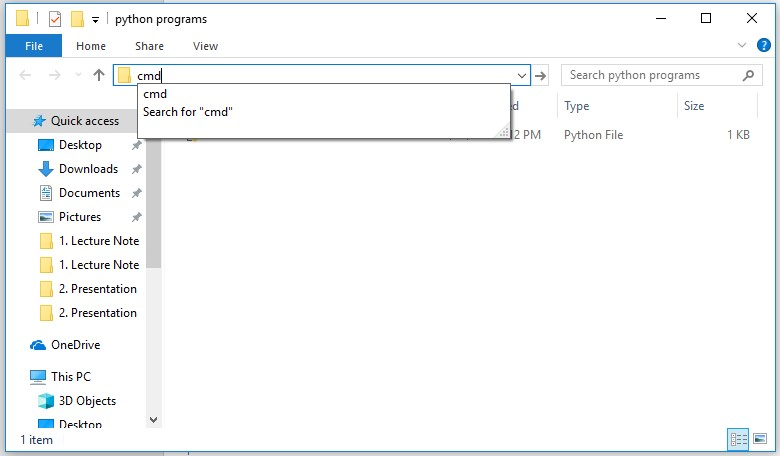 python programs
File Home Share View
cmd
Search python programs
cmd
Search for "cmd"
Type Size
Quick access
2 PM Python File 1 KB
Desktop
Downloads
Documents
Pictures
1. Lecture Note
1. Lecture Note
2. Presentation
2. Presentation
OneDrive
This PC
3D Objects
Desktop
1 item